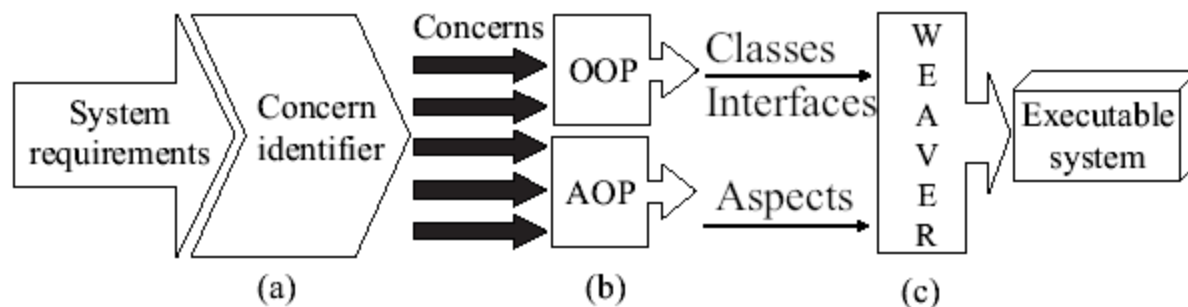 System
requirements
Concern
identifier
Concerns
OOP
AOP
Classes
Interfaces
Aspects
W
E
A
V
E
R
Executable
system
(a)
(b)
(c)